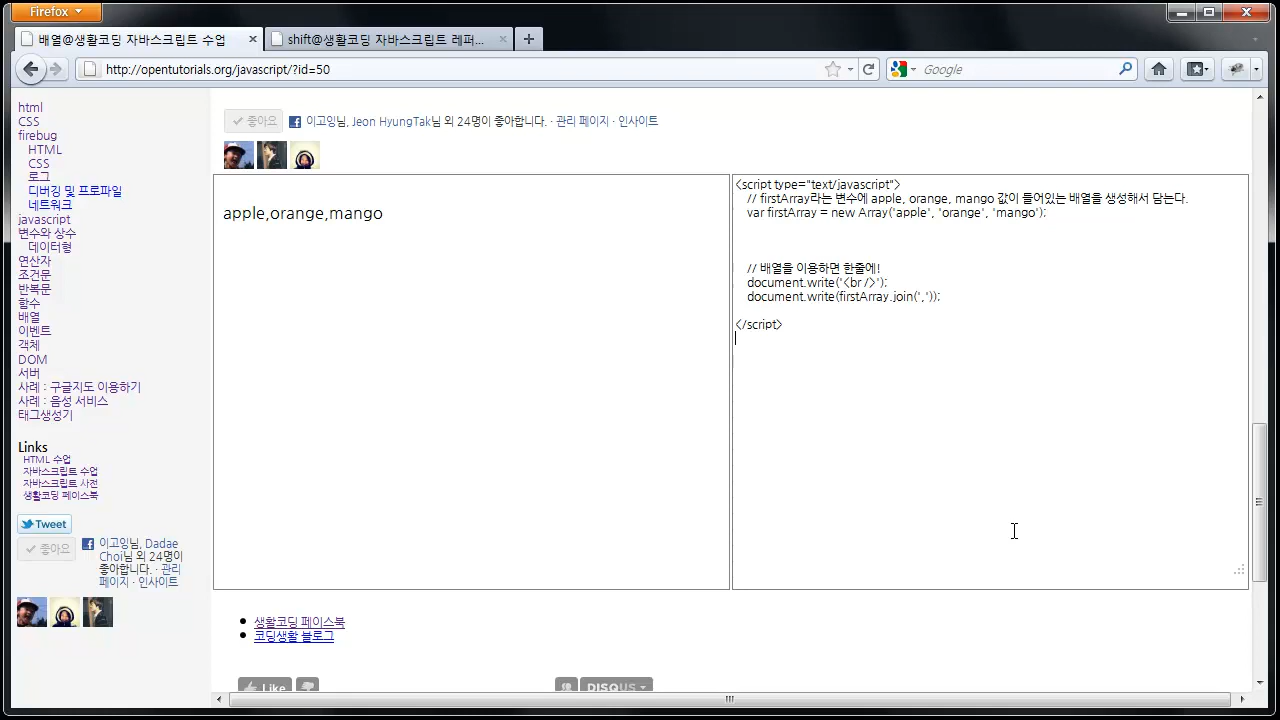 Firefox
배열@생활코딩 자바스크립트 수업
shift@생활코딩 자바스크립트 레퍼...
http://opentutorials.org/javascript/?id=50
Google
html
CSS
firebug
HTML
CSS
로그
디버깅 및 프로파일
네트워크
javascript
변수와 상수
데이터형
연산자
조건문
반복문
함수
배열
이벤트
객체
DOM
서버
사례 : 구글지도 이용하기
사례 : 음성 서비스
태그생성기
Links
HTML 수업
자바스크립트 수업
자바스크립트 사전
생활코딩 페이스북
Tweet
좋아요
이고잉님, Dadae
Choi님 외 24명이
좋아합니다. · 관리
페이지 · 인사이트
좋아요
이고잉님, Jeon HyungTak님 외 24명이 좋아합니다. · 관리 페이지 · 인사이트
apple,orange,mango
<script type="text/javascript">
// firstArray라는 변수에 apple, orange, mango 값이 들어있는 배열을 생성해서 담는다.
var firstArray = new Array('apple', 'orange', 'mango');
// 배열을 이용하면 한줄에!
document.write('<br />');
document.write(firstArray.join(','));
</script>
생활코딩 페이스북
코딩생활 블로그
Like
DISQUS